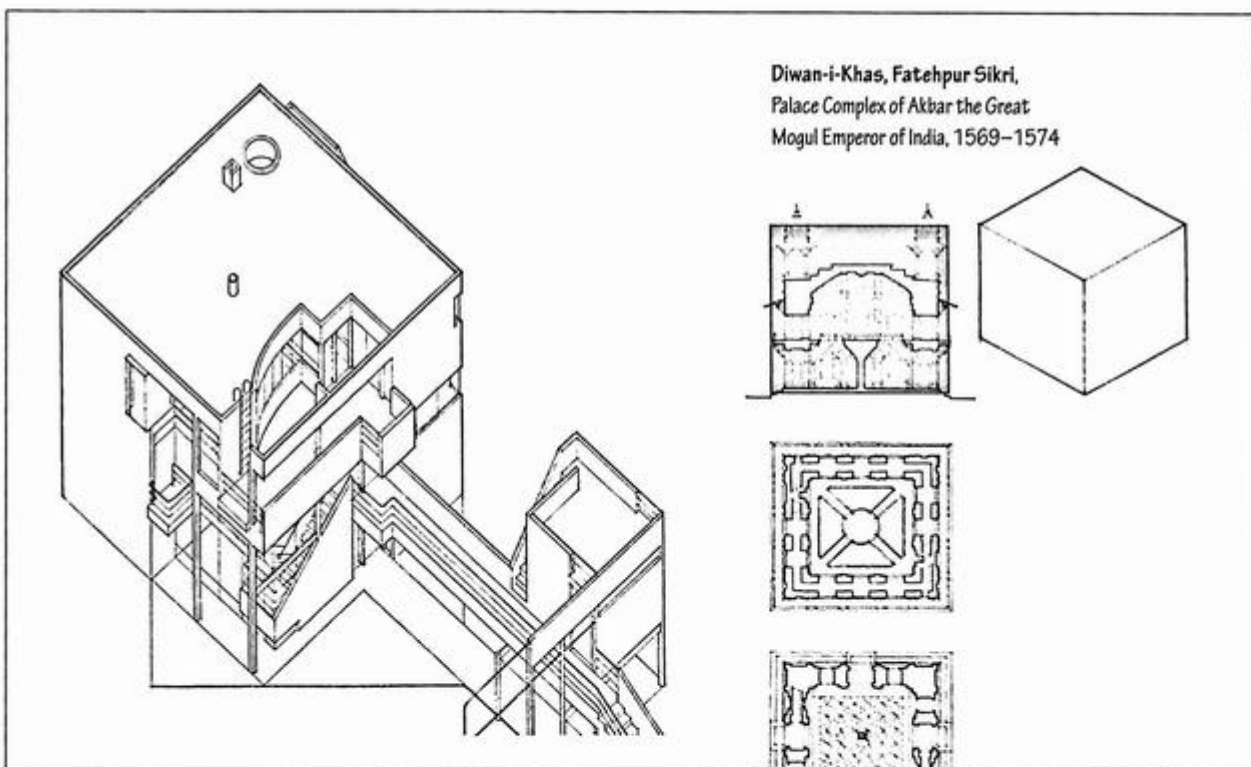 Diwan-i-Khas, Fatehpur Sikri,
Palace Complex of Akbar the Great
Mogul Emperor of India, 1569–1574